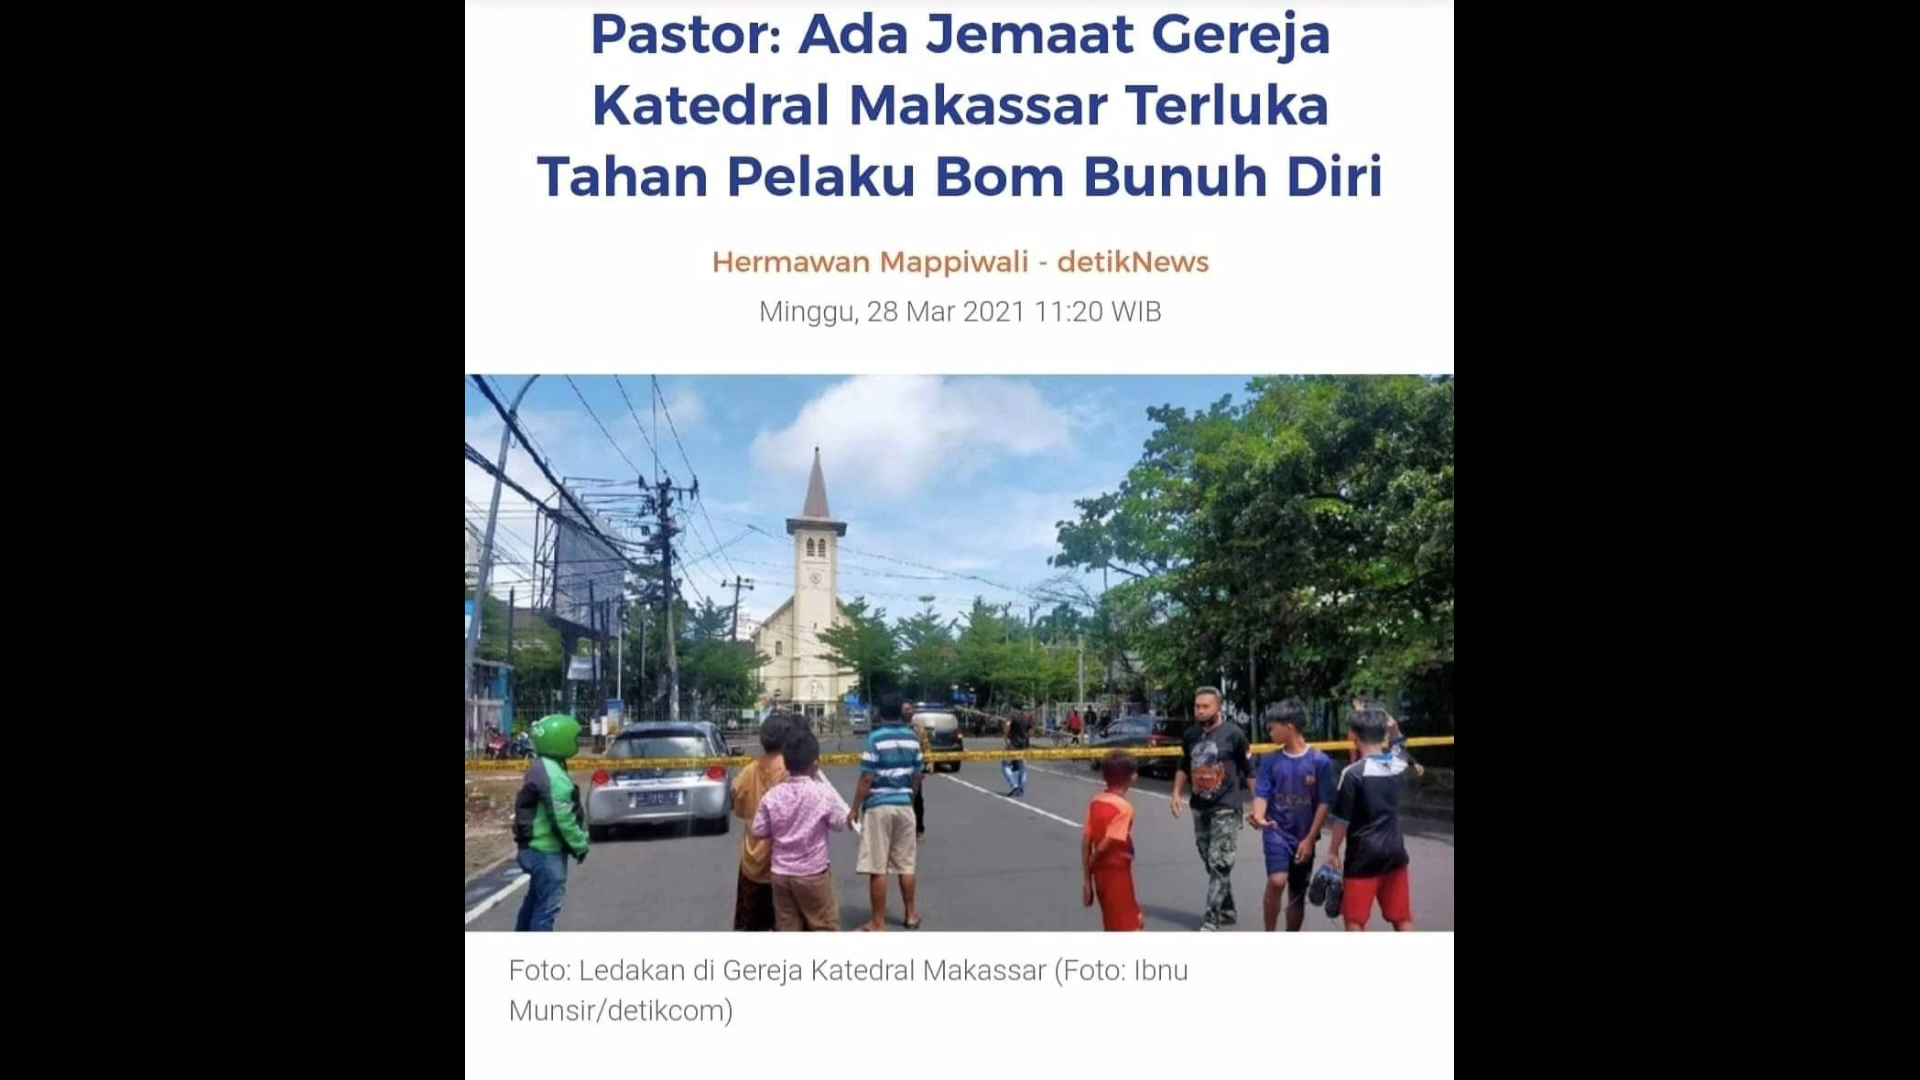 Pastor: Ada Jemaat Gereja
Katedral Makassar Terluka
Tahan Pelaku Bom Bunuh Diri
Hermawan Mappiwali - detikNews
Minggu, 28 Mar 2021 11:20 WIB
Foto: Ledakan di Gereja Katedral Makassar (Foto: Ibnu
Munsir/detikcom)